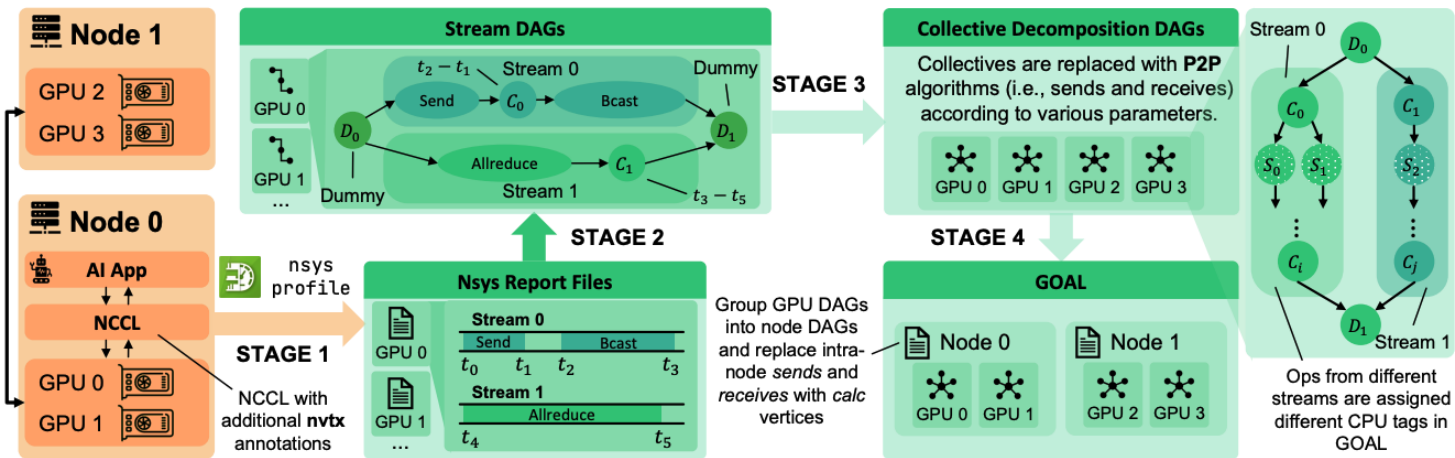 Node 1
GPU 2
GPU 3
Node 0
AI App
NCCL
GPU 0
GPU 1
nsys
profile
STAGE 1
NCCL with
additional nvtx
annotations
Nsys Report Files
GPU 0
GPU 1
...
Stream 0
Send
Bcast
t₀
t₁
t₂
t₃
Stream 1
Allreduce
t₄
t₅
STAGE 2
Stream DAGs
GPU 0
GPU 1
...
t₂ − t₁
Stream 0
Dummy
Send
C₀
Bcast
D₀
D₁
Allreduce
C₁
Stream 1
Dummy
t₃ − t₅
STAGE 3
Collective Decomposition DAGs
Collectives are replaced with P2P
algorithms (i.e., sends and receives)
according to various parameters.
GPU 0
GPU 1
GPU 2
GPU 3
STAGE 4
GOAL
Node 0
GPU 0
GPU 1
Node 1
GPU 2
GPU 3
Group GPU DAGs
into node DAGs
and replace intra-
node sends and
receives with calc
vertices
Stream 0
D₀
C₀
C₁
S₀
S₁
S₂
⋮
⋮
Cᵢ
Cⱼ
D₁
Stream 1
Ops from different
streams are assigned
different CPU tags in
GOAL